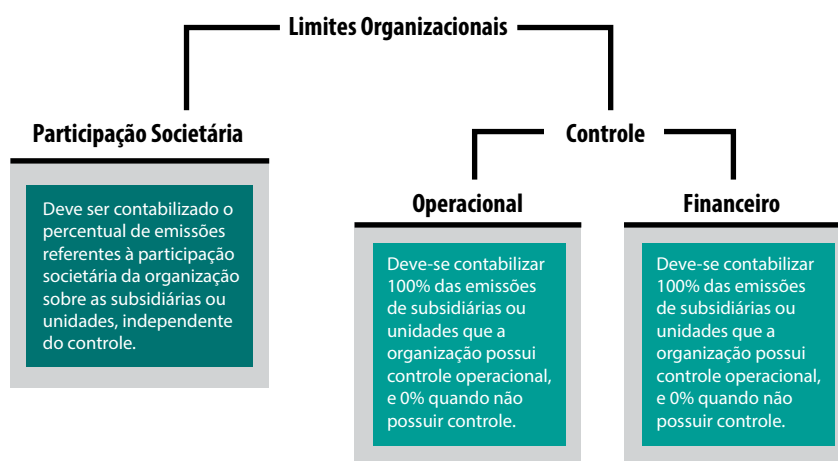 Limites Organizacionais
Participação Societária
Deve ser contabilizado o
percentual de emissões
referentes à participação
societária da organização
sobre as subsidiárias ou
unidades, independente
do controle.
Controle
Operacional
Deve-se contabilizar
100% das emissões
de subsidiárias ou
unidades que a
organização possui
controle operacional,
e 0% quando não
possuir controle.
Financeiro
Deve-se contabilizar
100% das emissões
de subsidiárias ou
unidades que a
organização possui
controle operacional,
e 0% quando não
possuir controle.